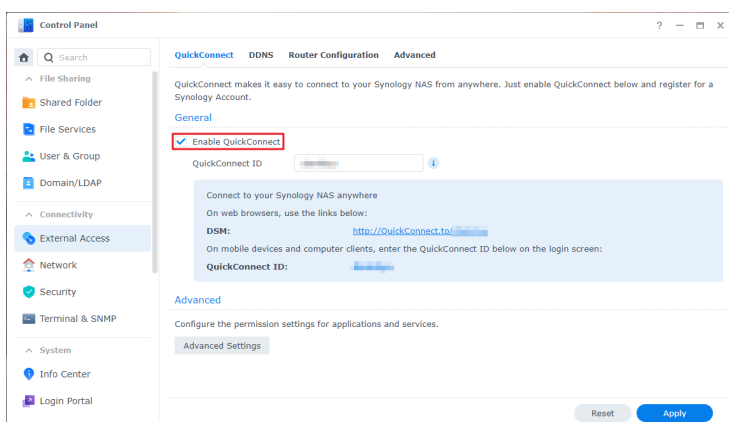 Control Panel
Search
File Sharing
Shared Folder
File Services
User & Group
Domain/LDAP
Connectivity
External Access
Network
Security
Terminal & SNMP
System
Info Center
Login Portal
QuickConnect DDNS Router Configuration Advanced
QuickConnect makes it easy to connect to your Synology NAS from anywhere. Just enable QuickConnect below and register for a
Synology Account.
General
Enable QuickConnect
QuickConnect ID
Connect to your Synology NAS anywhere
On web browsers, use the links below:
DSM: http://QuickConnect.to/
On mobile devices and computer clients, enter the QuickConnect ID below on the login screen:
QuickConnect ID:
Advanced
Configure the permission settings for applications and services.
Advanced Settings
Reset Apply